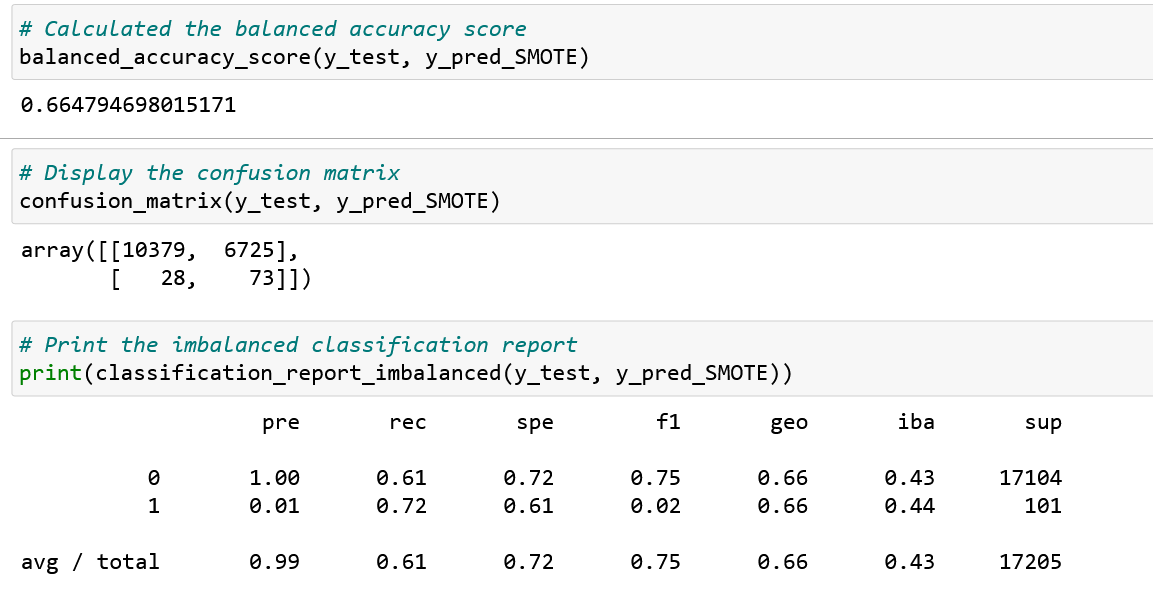 # Calculated the balanced accuracy score
balanced_accuracy_score(y_test, y_pred_SMOTE)
0.664794698015171
# Display the confusion matrix
confusion_matrix(y_test, y_pred_SMOTE)
array([[10379,  6725],
       [   28,    73]])
# Print the imbalanced classification report
print(classification_report_imbalanced(y_test, y_pred_SMOTE))
pre rec spe f1 geo iba sup
0 1.00 0.61 0.72 0.75 0.66 0.43 17104
1 0.01 0.72 0.61 0.02 0.66 0.44 101
avg / total 0.99 0.61 0.72 0.75 0.66 0.43 17205